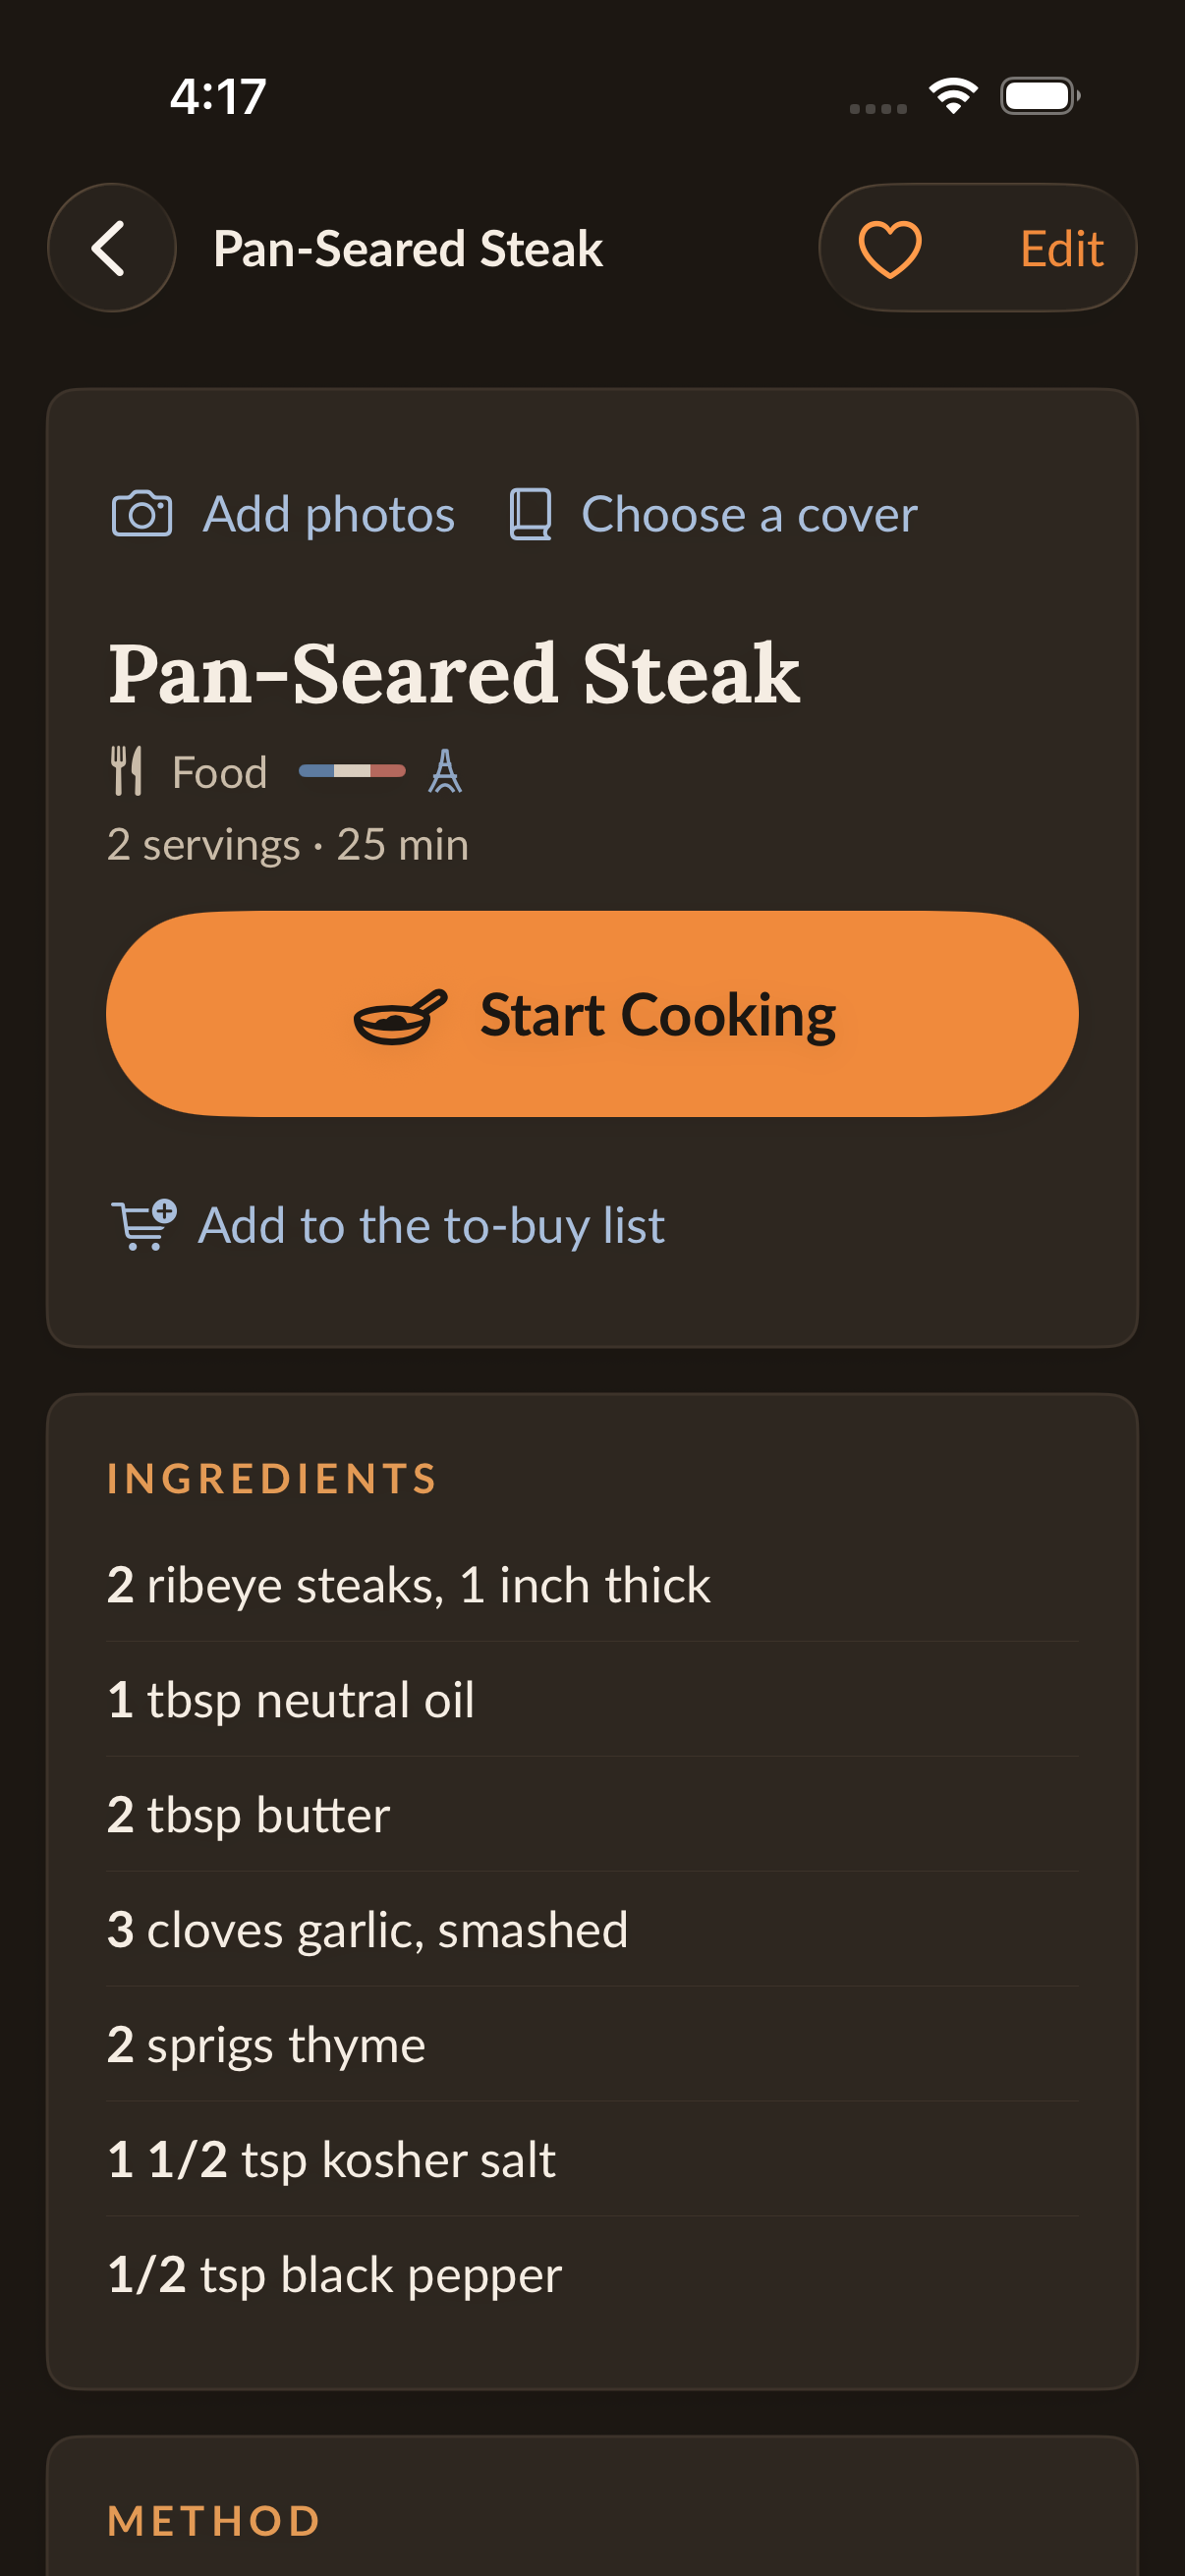 4:17
Pan-Seared Steak
Edit
Add photos
Choose a cover
Pan-Seared Steak
Food
2 servings · 25 min
Start Cooking
Add to the to-buy list
INGREDIENTS
2 ribeye steaks, 1 inch thick
1 tbsp neutral oil
2 tbsp butter
3 cloves garlic, smashed
2 sprigs thyme
1 1/2 tsp kosher salt
1/2 tsp black pepper
METHOD